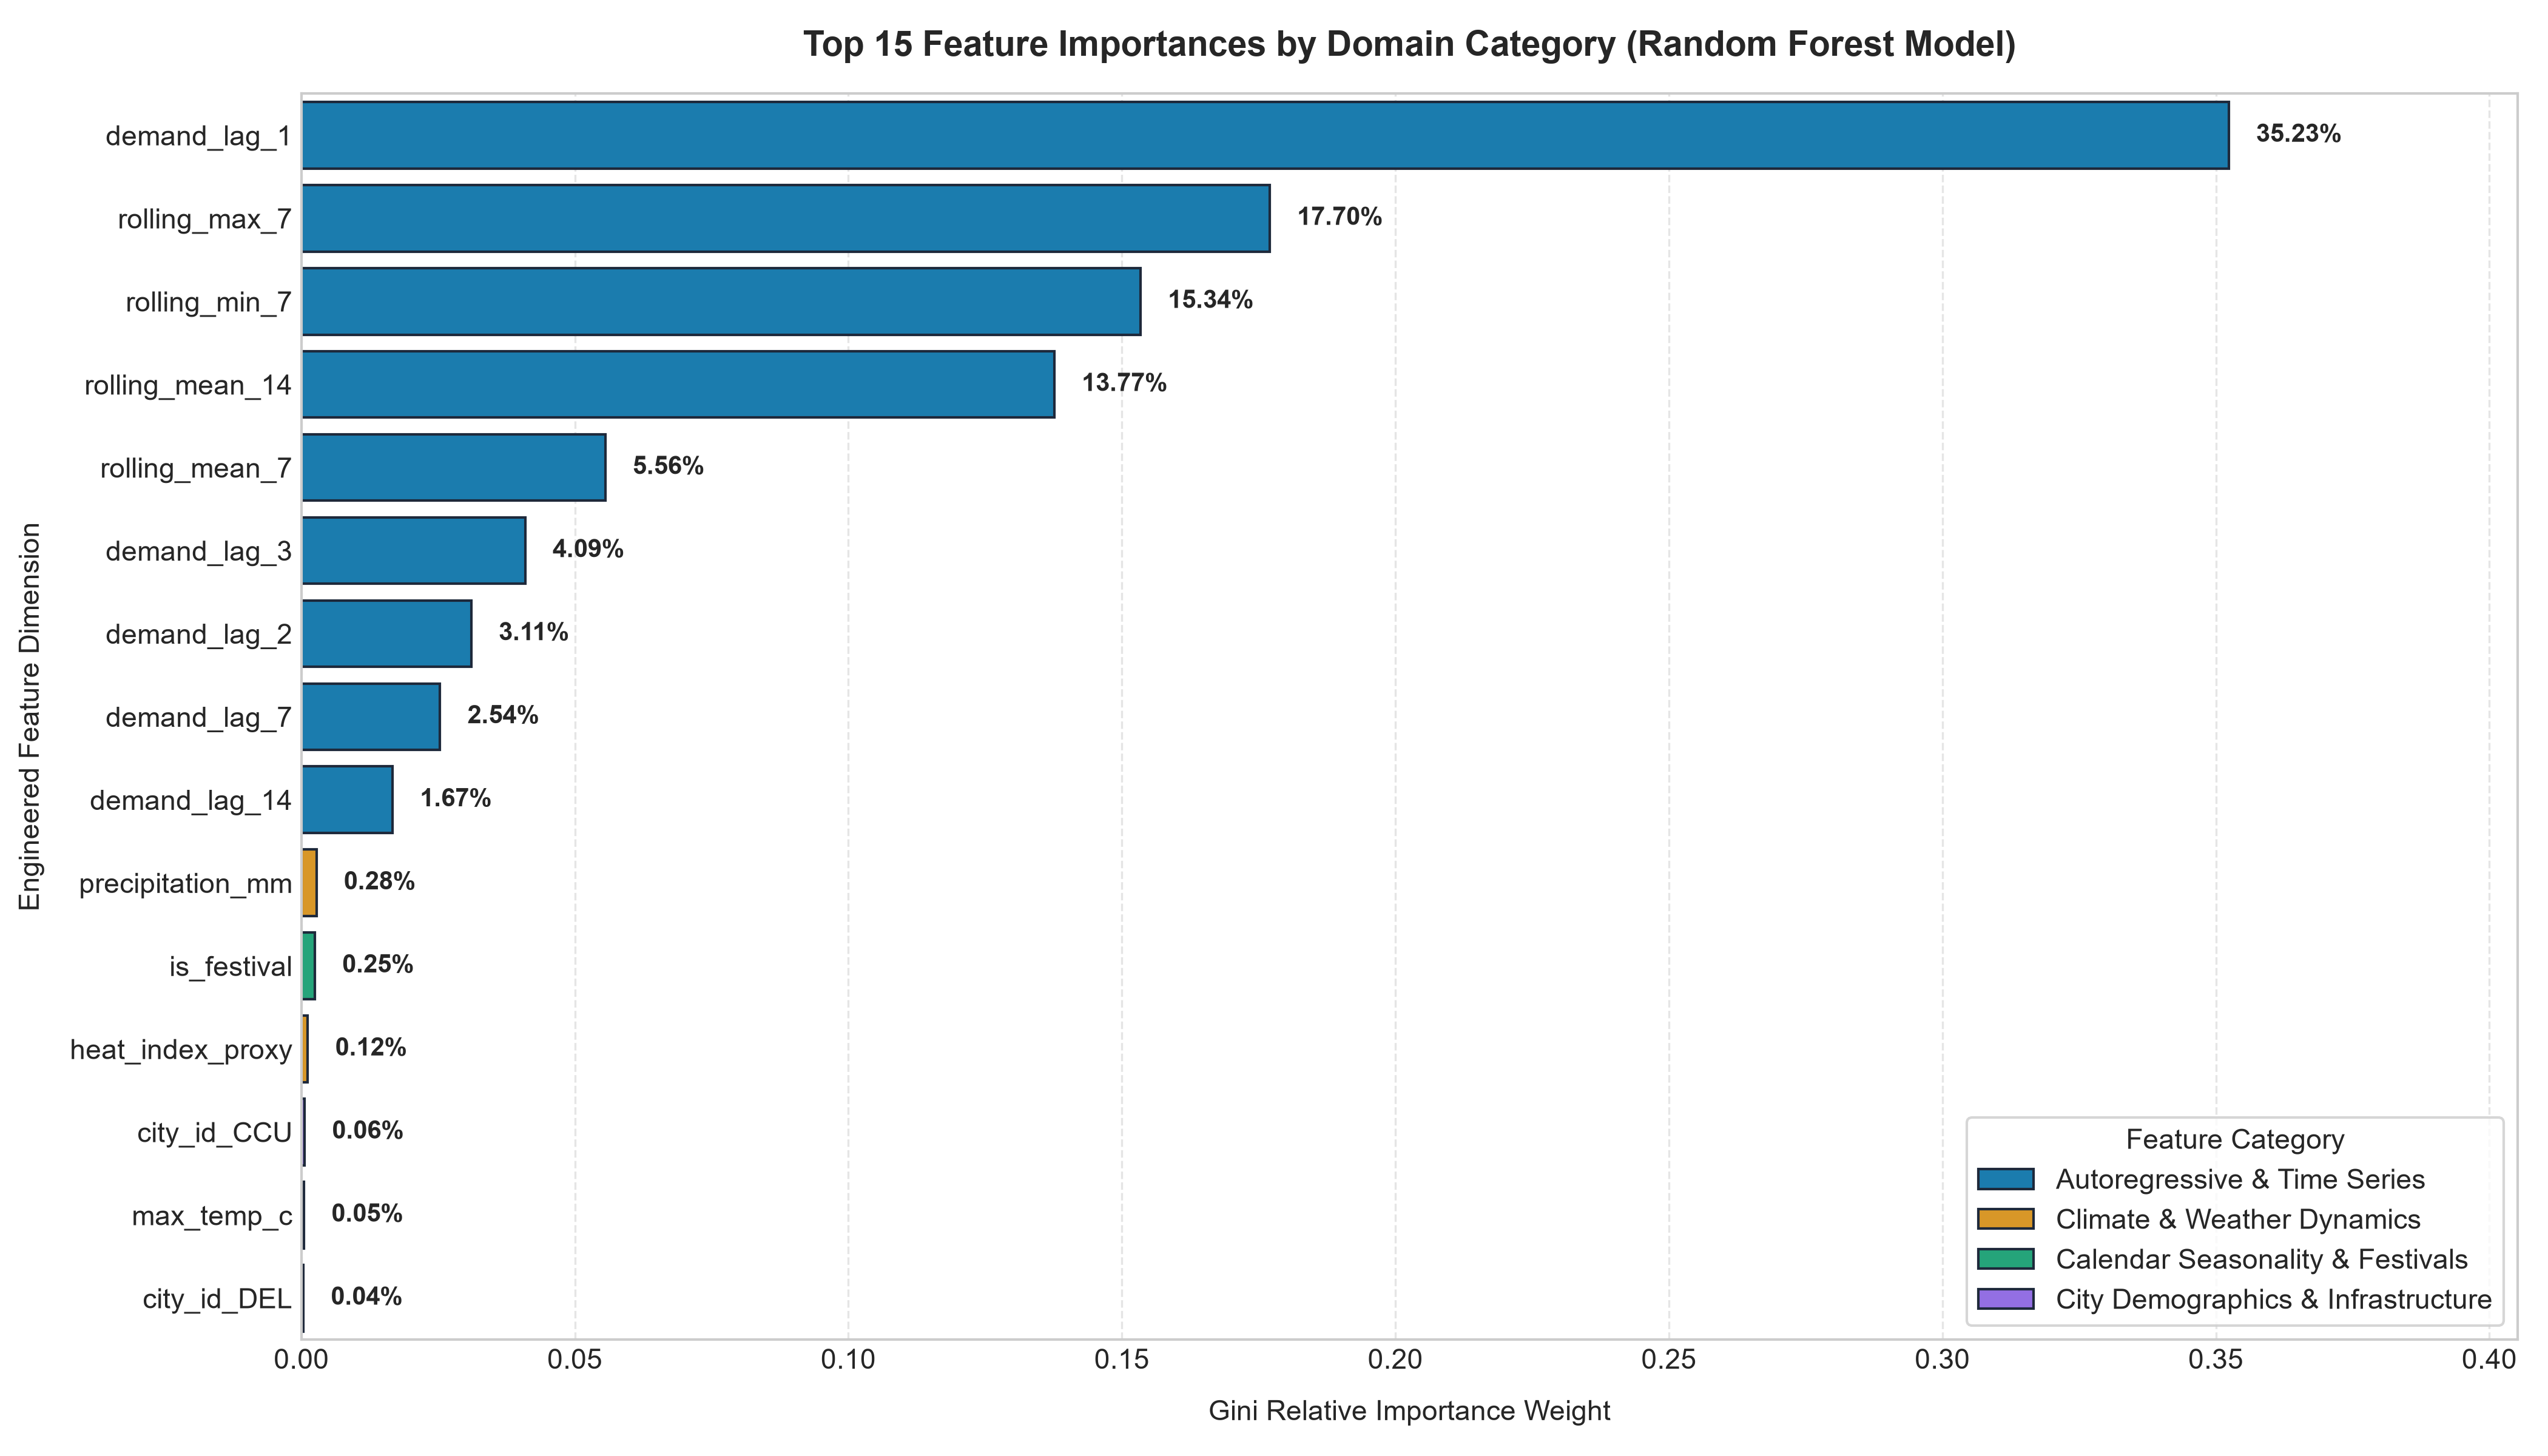 Top 15 Feature Importances by Domain Category (Random Forest Model)
Engineered Feature Dimension
demand_lag_1 35.23%
rolling_max_7 17.70%
rolling_min_7 15.34%
rolling_mean_14 13.77%
rolling_mean_7 5.56%
demand_lag_3 4.09%
demand_lag_2 3.11%
demand_lag_7 2.54%
demand_lag_14 1.67%
precipitation_mm 0.28%
is_festival 0.25%
heat_index_proxy 0.12%
city_id_CCU 0.06%
max_temp_c 0.05%
city_id_DEL 0.04%
Feature Category
Autoregressive & Time Series
Climate & Weather Dynamics
Calendar Seasonality & Festivals
City Demographics & Infrastructure
0.00 0.05 0.10 0.15 0.20 0.25 0.30 0.35 0.40
Gini Relative Importance Weight